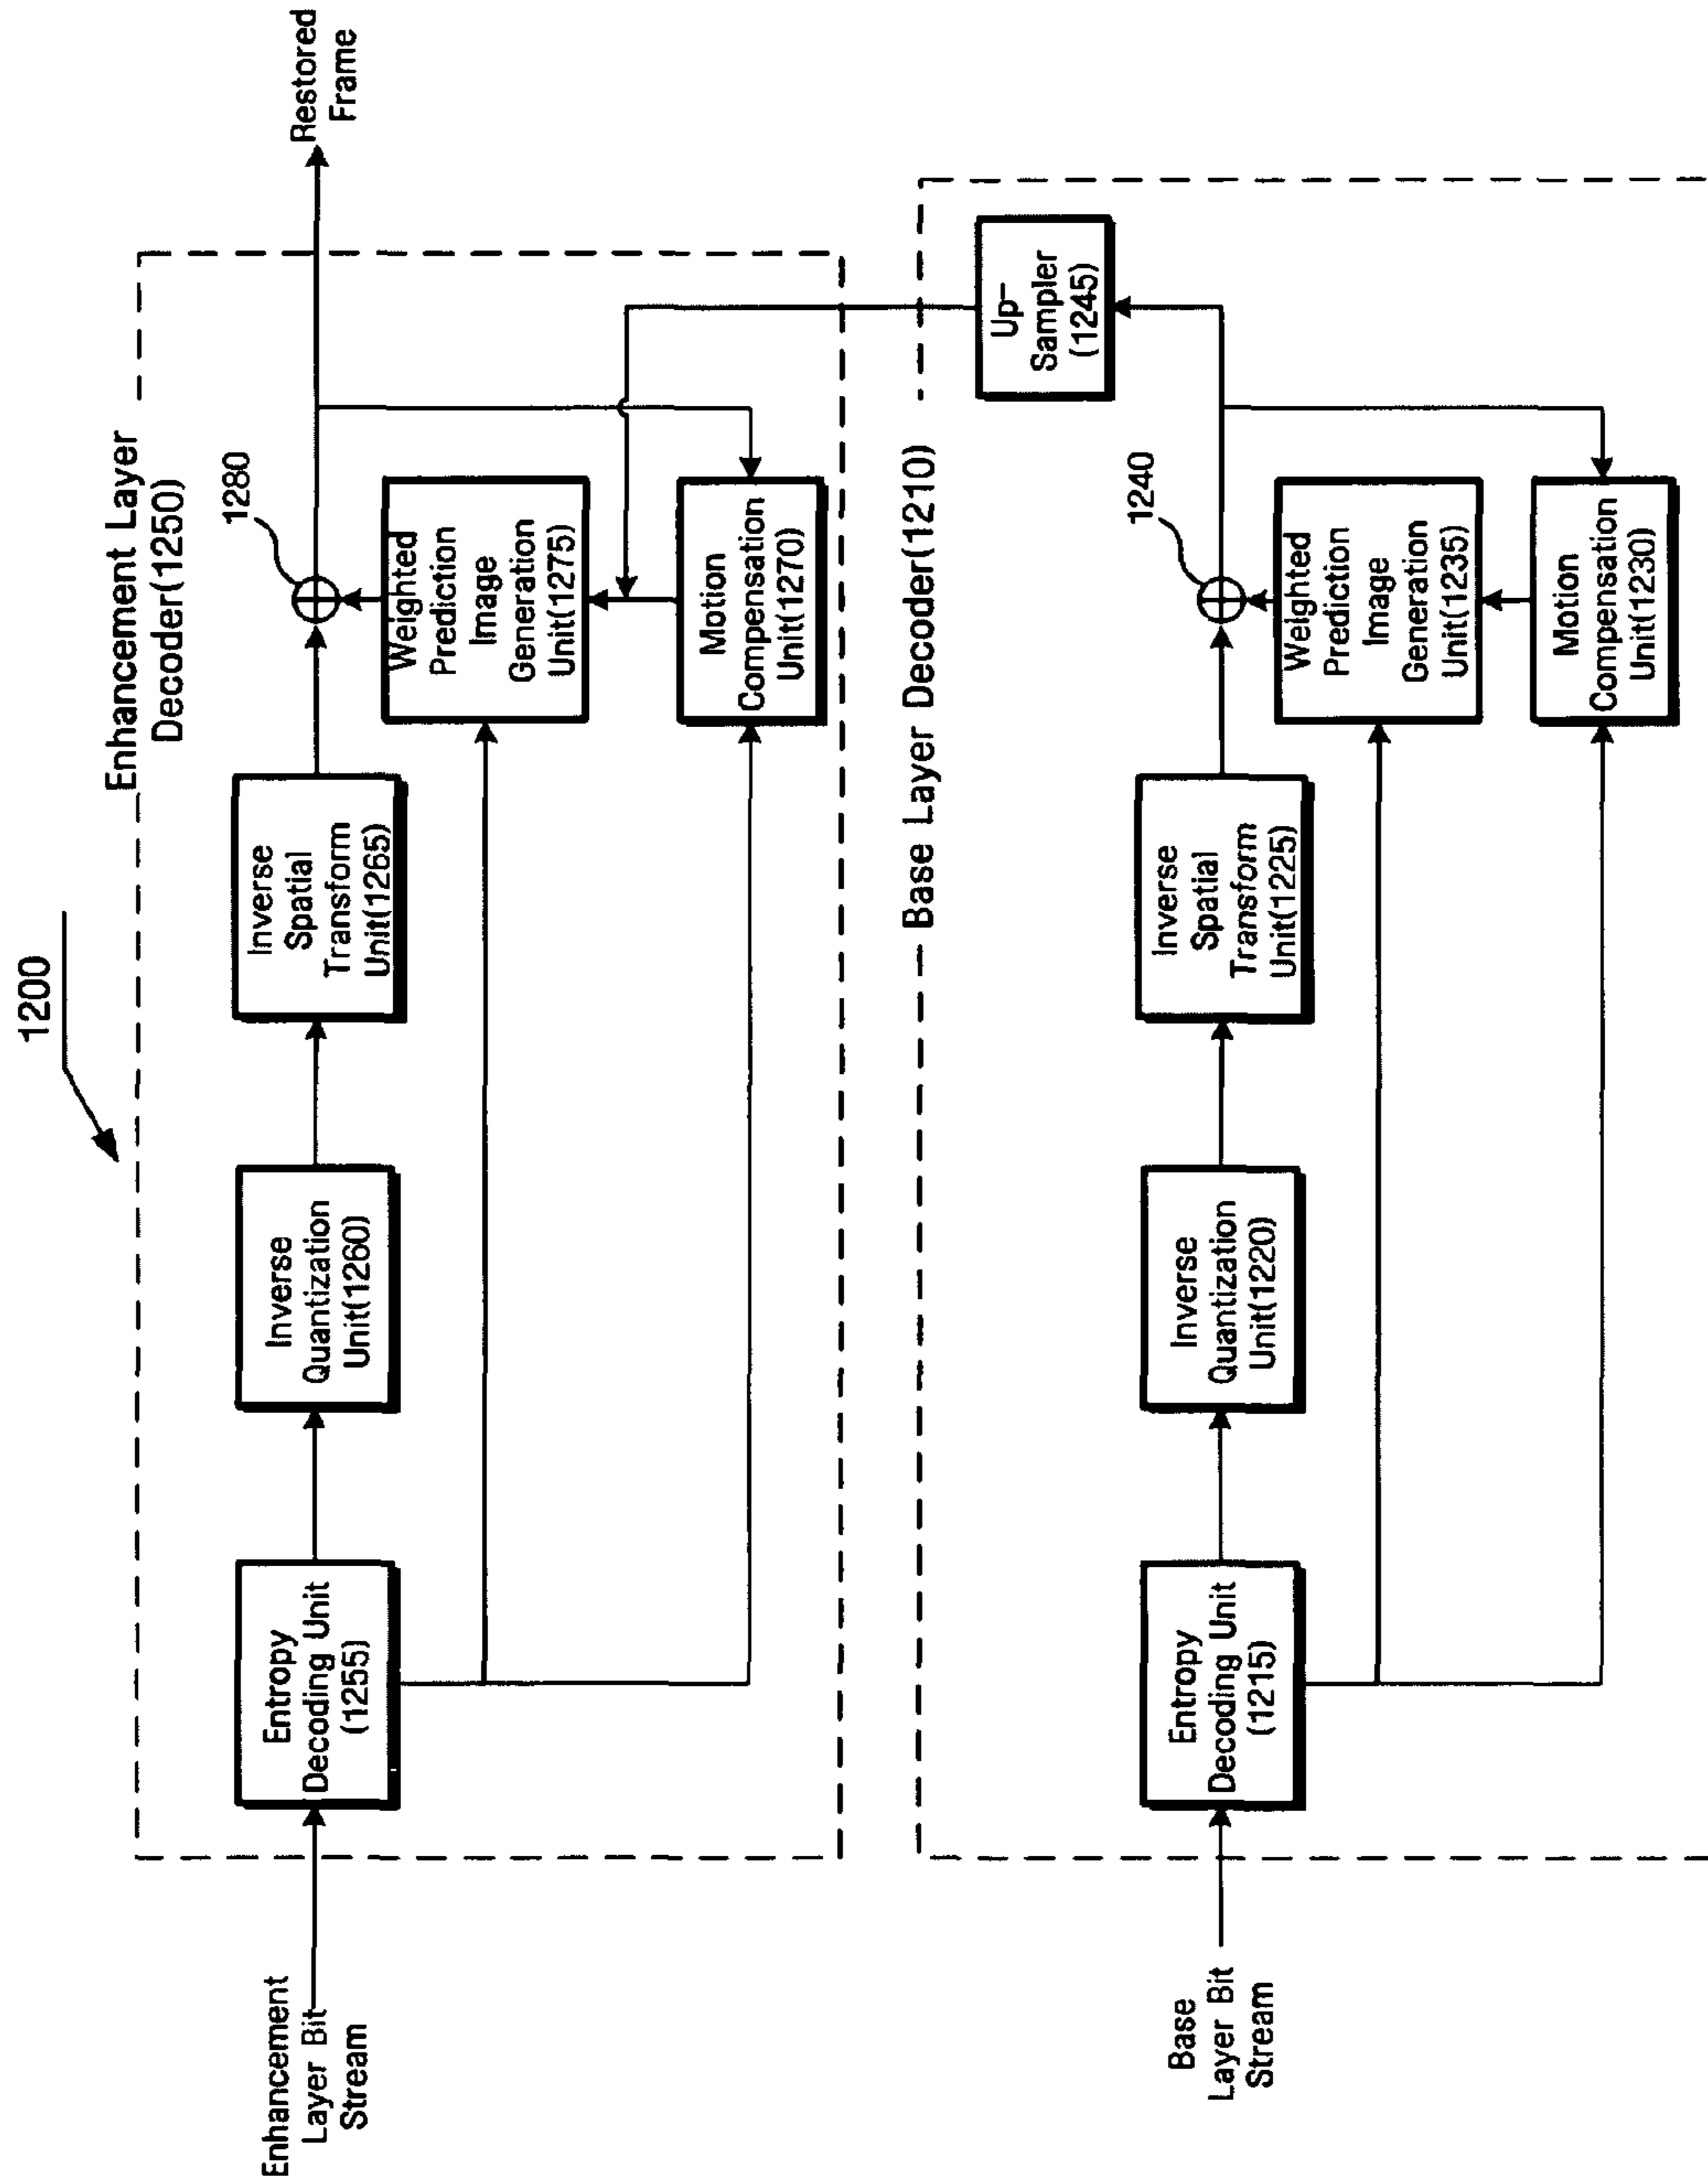 1200
Enhancement Layer
Decoder(1250)
Enhancement
Layer Bit
Stream
Entropy
Decoding Unit
(1255)
Inverse
Quantization
Unit(1260)
Inverse
Spatial
Transform
Unit(1265)
1280
Restored
Frame
Weighted
Prediction
Image
Generation
Unit(1275)
Motion
Compensation
Unit(1270)
Base Layer Decoder(1210)
Up-
Sampler
(1245)
Base
Layer Bit
Stream
Entropy
Decoding Unit
(1215)
Inverse
Quantization
Unit(1220)
Inverse
Spatial
Transform
Unit(1225)
1240
Weighted
Prediction
Image
Generation
Unit(1235)
Motion
Compensation
Unit(1230)